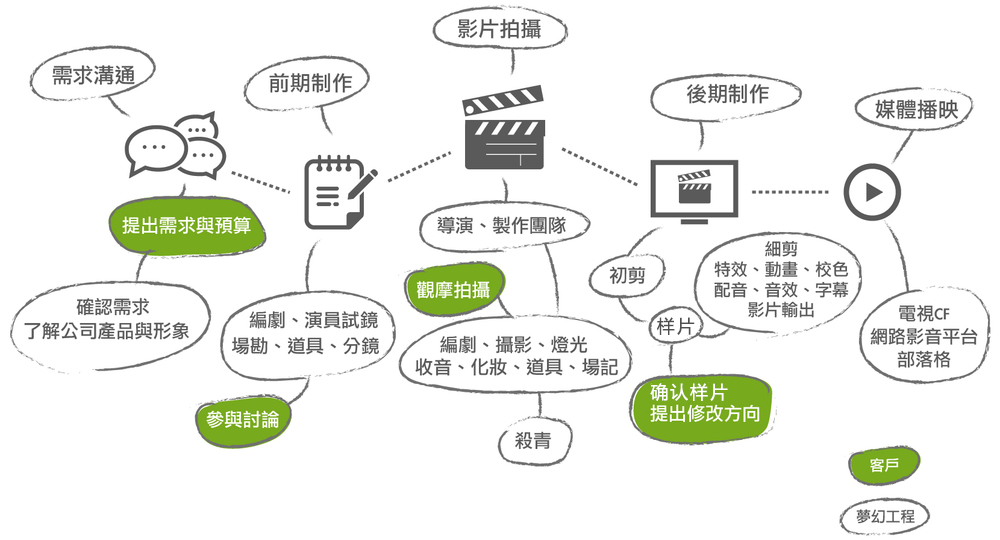 影片拍攝
需求溝通
前期制作
後期制作
媒體播映
提出需求與預算
確認需求
了解公司產品與形象
編劇、演員試鏡
場勘、道具、分鏡
參與討論
導演、製作團隊
觀摩拍攝
編劇、攝影、燈光
收音、化妝、道具、場記
殺青
初剪
細剪
特效、動畫、校色
配音、音效、字幕
影片輸出
样片
确认样片
提出修改方向
電視CF
網路影音平台
部落格
客戶
夢幻工程